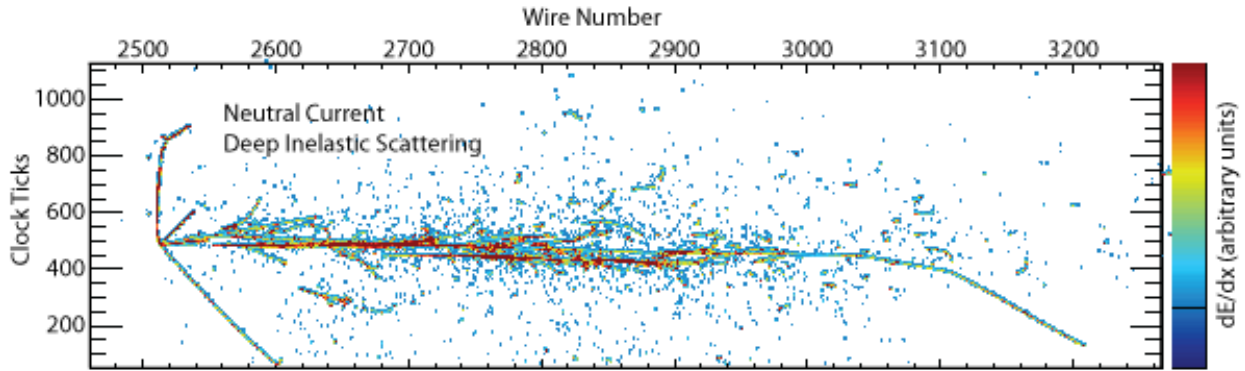 Wire Number
2500 2600 2700 2800 2900 3000 3100 3200
1000
800
600
400
200
Clock Ticks
Neutral Current
Deep Inelastic Scattering
dE/dx (arbitrary units)